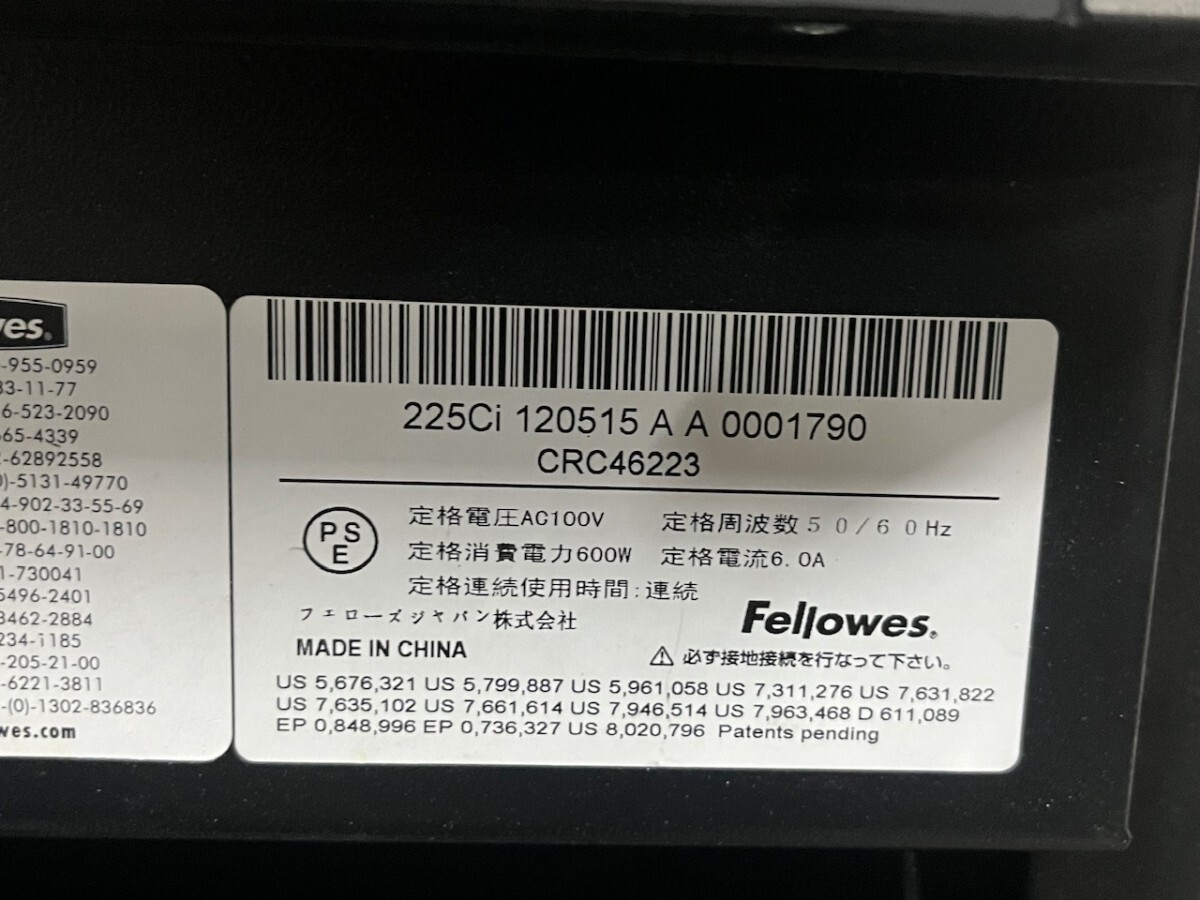 es.
-955-0959
33-11-77
6-523-2090
65-4339
-62892558
)-5131-49770
4-902-33-55-69
-800-1810-1810
-78-64-91-00
1-730041
5496-2401
3462-2884
234-1185
-205-21-00
-6221-3811
-(0)-1302-836836
wes.com
225Ci 120515 A A 0001790
CRC46223
PSE
定格電圧AC100V 定格周波数50/60Hz
定格消費電力600W 定格電流6.0A
定格連続使用時間:連続
フェローズジャパン株式会社
Fellowes.
MADE IN CHINA
必ず接地接続を行なって下さい。
US 5,676,321 US 5,799,887 US 5,961,058 US 7,311,276 US 7,631,822
US 7,635,102 US 7,661,614 US 7,946,514 US 7,963,468 D 611,089
EP 0,848,996 EP 0,736,327 US 8,020,796 Patents pending